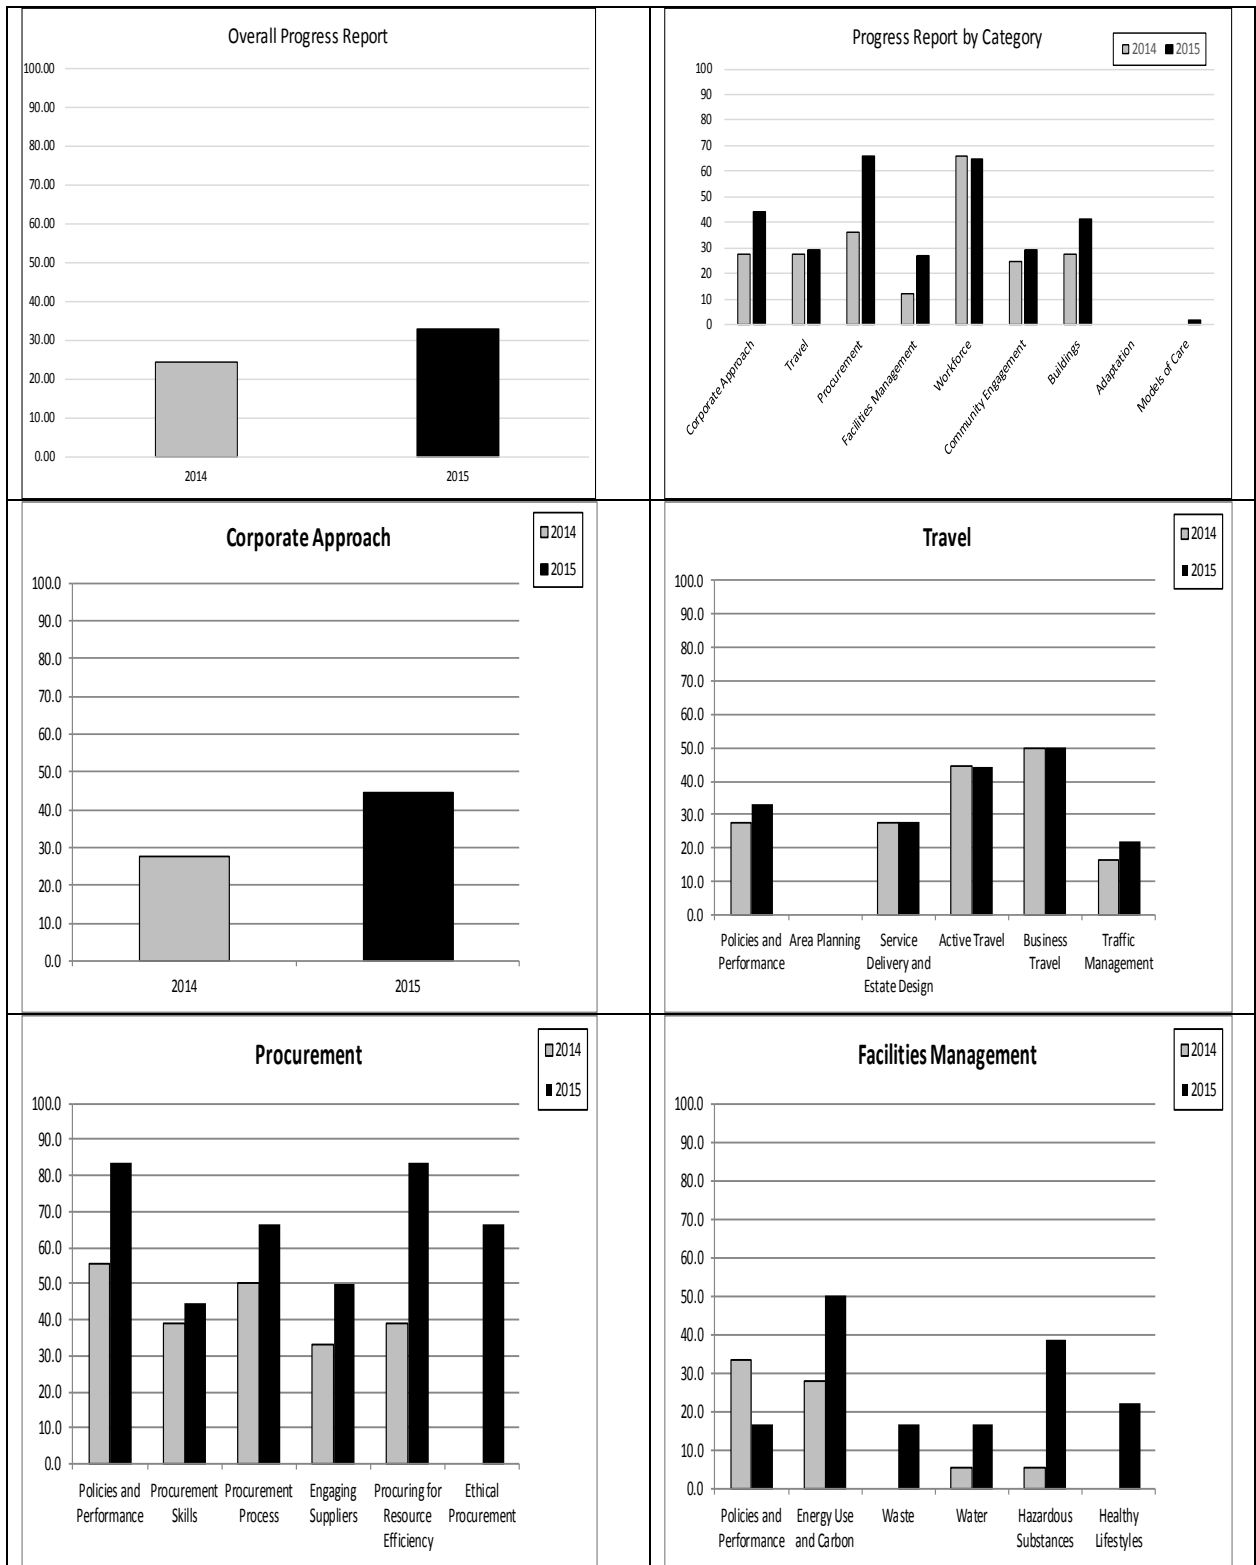 Overall Progress Report
100.00
90.00
80.00
70.00
60.00
50.00
40.00
30.00
20.00
10.00
0.00
2014
2015
Progress Report by Category
2014 2015
100
90
80
70
60
50
40
30
20
10
0
Corporate Approach
Travel
Procurement
Facilities Management
Workforce
Community Engagement
Buildings
Adaptation
Models of Care
Corporate Approach
2014
2015
100.0
90.0
80.0
70.0
60.0
50.0
40.0
30.0
20.0
10.0
0.0
2014
2015
Travel
2014
2015
100.0
90.0
80.0
70.0
60.0
50.0
40.0
30.0
20.0
10.0
0.0
Policies and
Performance
Area Planning
Service
Delivery and
Estate Design
Active Travel
Business
Travel
Traffic
Management
Procurement
2014
2015
100.0
90.0
80.0
70.0
60.0
50.0
40.0
30.0
20.0
10.0
0.0
Policies and
Performance
Procurement
Skills
Procurement
Process
Engaging
Suppliers
Procuring for
Resource
Efficiency
Ethical
Procurement
Facilities Management
2014
2015
100.0
90.0
80.0
70.0
60.0
50.0
40.0
30.0
20.0
10.0
0.0
Policies and
Performance
Energy Use
and Carbon
Waste
Water
Hazardous
Substances
Healthy
Lifestyles